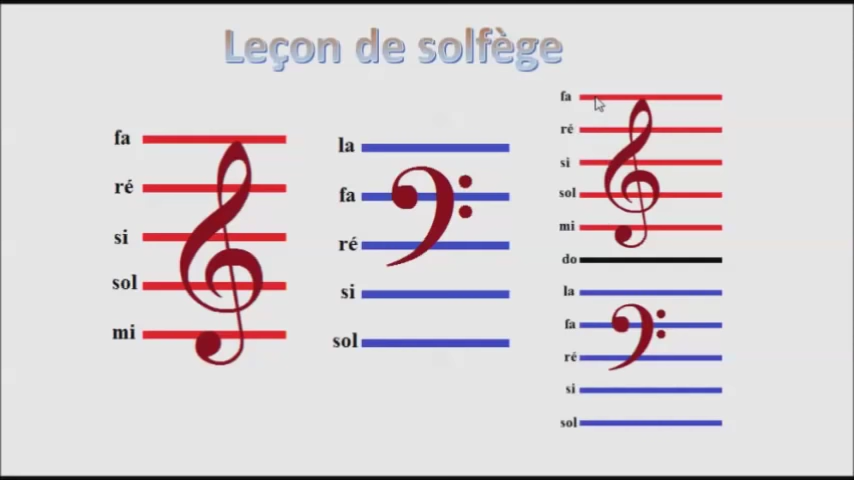 Leçon de solfège
fa
ré
si
sol
mi
la
fa
ré
si
sol
fa
ré
si
sol
mi
do
la
fa
ré
si
sol